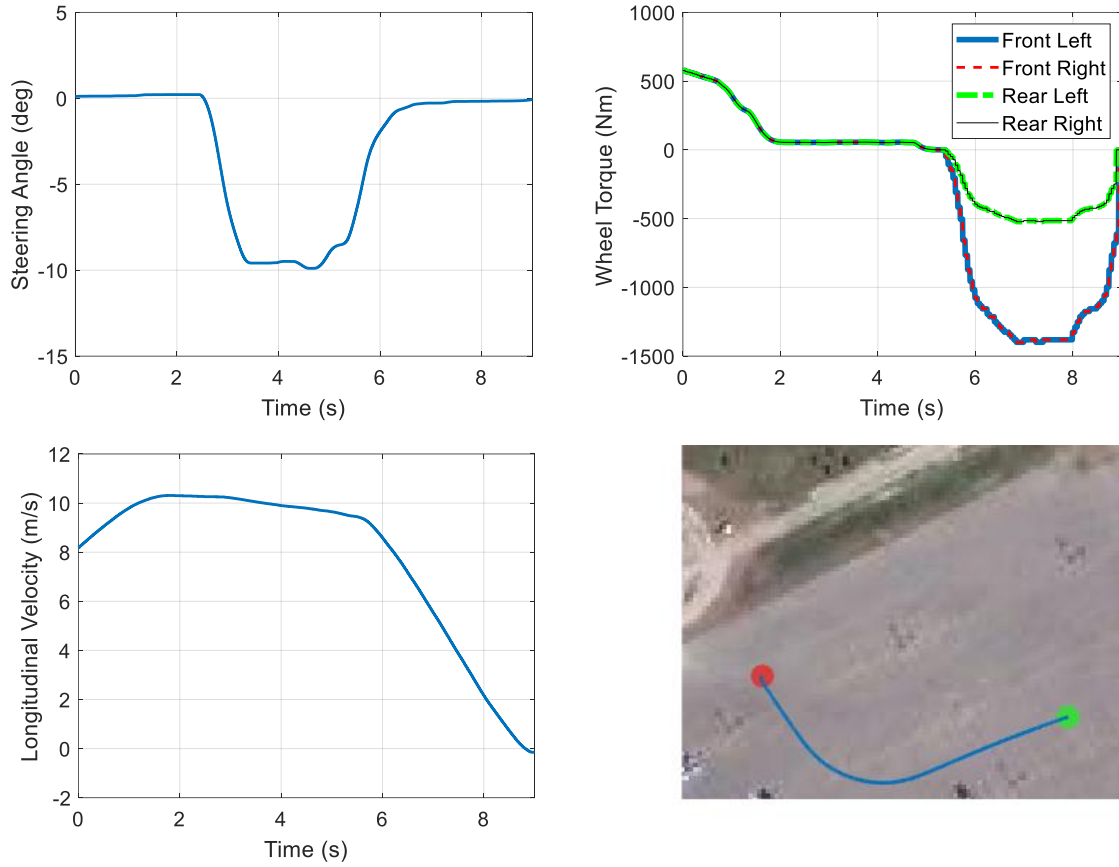 5
0
-5
-10
-15
0 2 4 6 8
Steering Angle (deg)
Time (s)
1000
500
0
-500
-1000
-1500
0 2 4 6 8
Wheel Torque (Nm)
Time (s)
Front Left
Front Right
Rear Left
Rear Right
12
10
8
6
4
2
0
-2
0 2 4 6 8
Longitudinal Velocity (m/s)
Time (s)